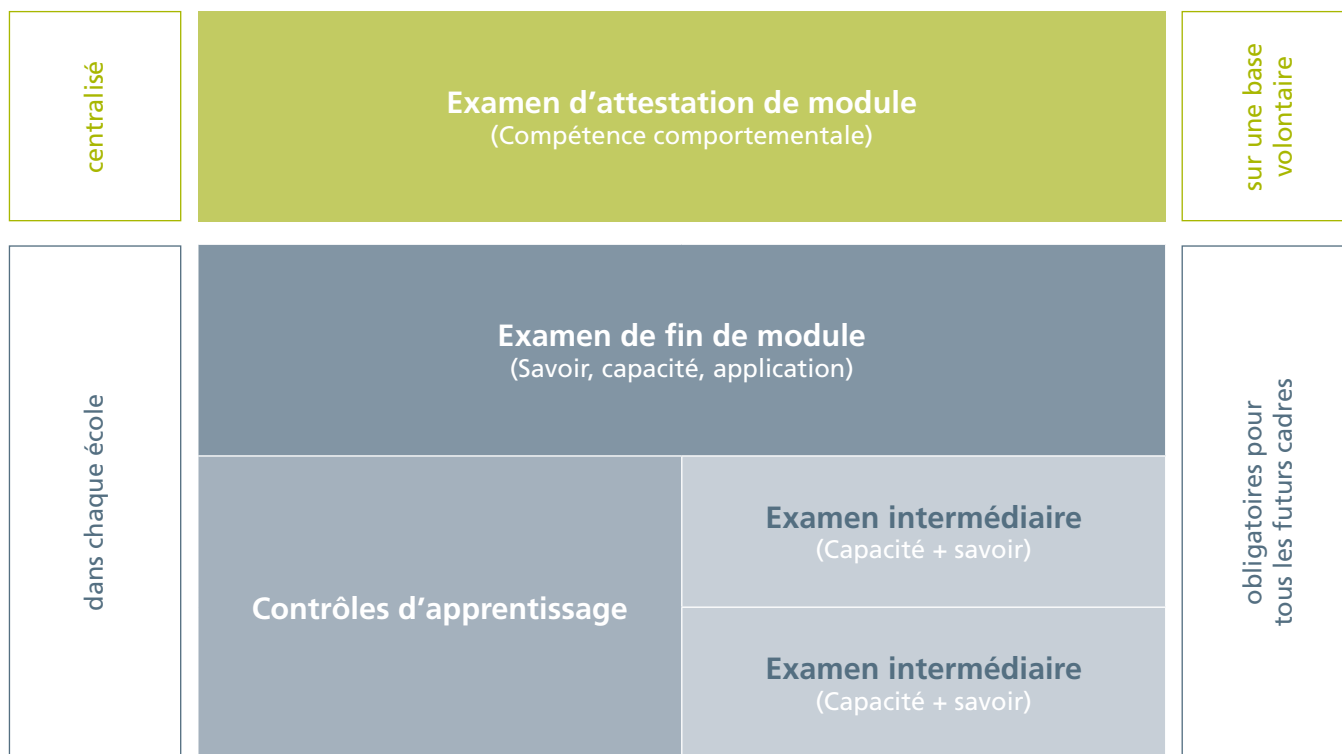 centralisé
Examen d’attestation de module
(Compétence comportementale)
sur une base
volontaire
dans chaque école
Examen de fin de module
(Savoir, capacité, application)
Contrôles d’apprentissage
Examen intermédiaire
(Capacité + savoir)
Examen intermédiaire
(Capacité + savoir)
obligatoires pour
tous les futurs cadres